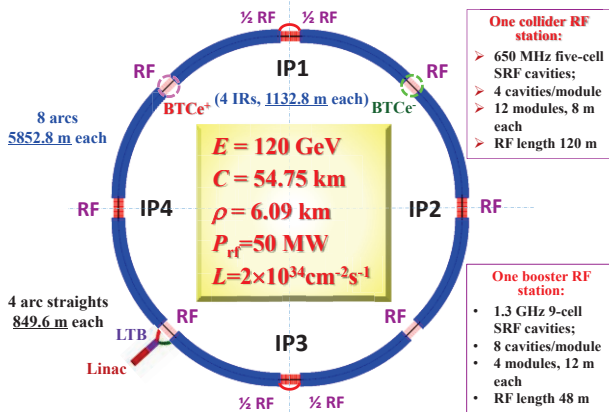 ½ RF ½ RF
IP1
RF
RF
BTCe⁺
(4 IRs, 1132.8 m each)
BTCe⁻
8 arcs
5852.8 m each
E = 120 GeV
C = 54.75 km
ρ = 6.09 km
P_rf=50 MW
L=2×10³⁴cm⁻²s⁻¹
RF
IP4
IP2
RF
4 arc straights
849.6 m each
LTB
Linac
RF
RF
IP3
½ RF ½ RF
One collider RF
station:
➢ 650 MHz five-cell
SRF cavities;
➢ 4 cavities/module
➢ 12 modules, 8 m
each
➢ RF length 120 m
One booster RF
station:
• 1.3 GHz 9-cell
SRF cavities;
• 8 cavities/module
• 4 modules, 12 m
each
• RF length 48 m